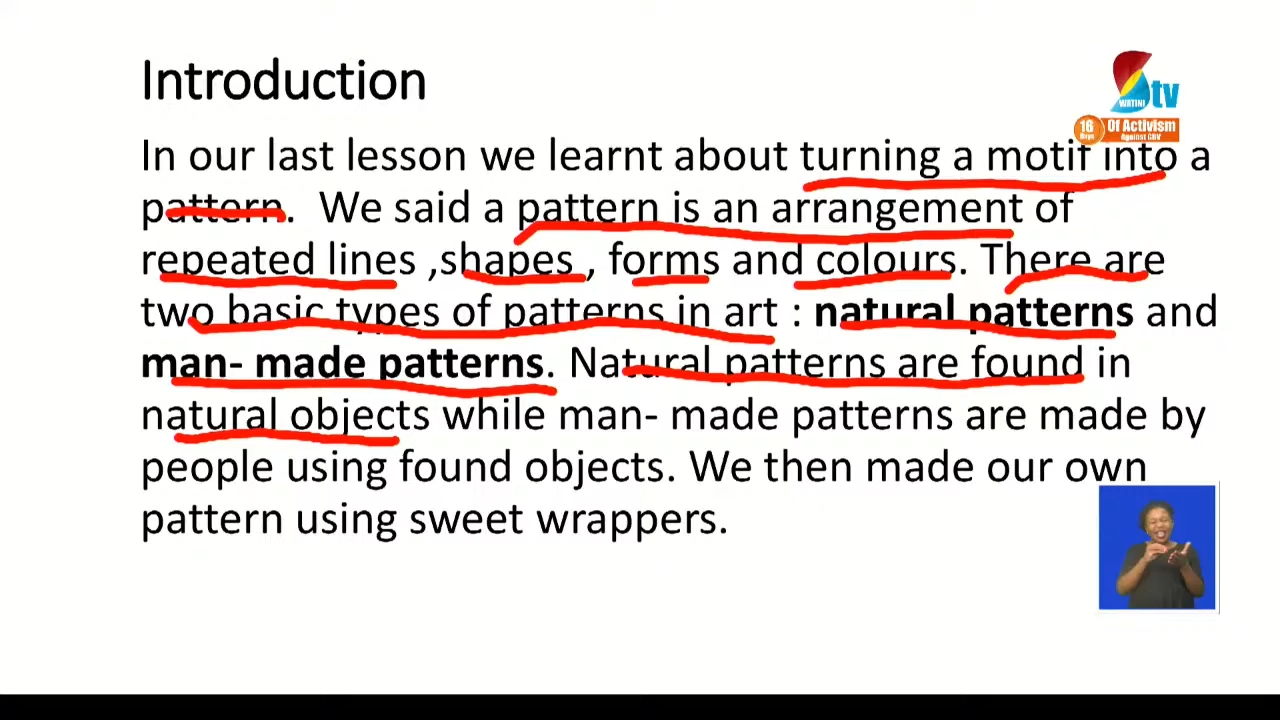 Introduction
In our last lesson we learnt about turning a motif into a
pattern. We said a pattern is an arrangement of
repeated lines ,shapes , forms and colours. There are
two basic types of patterns in art : natural patterns and
man- made patterns. Natural patterns are found in
natural objects while man- made patterns are made by
people using found objects. We then made our own
pattern using sweet wrappers.
WATINI
tv
16
Days
Of Activism
Against GBV